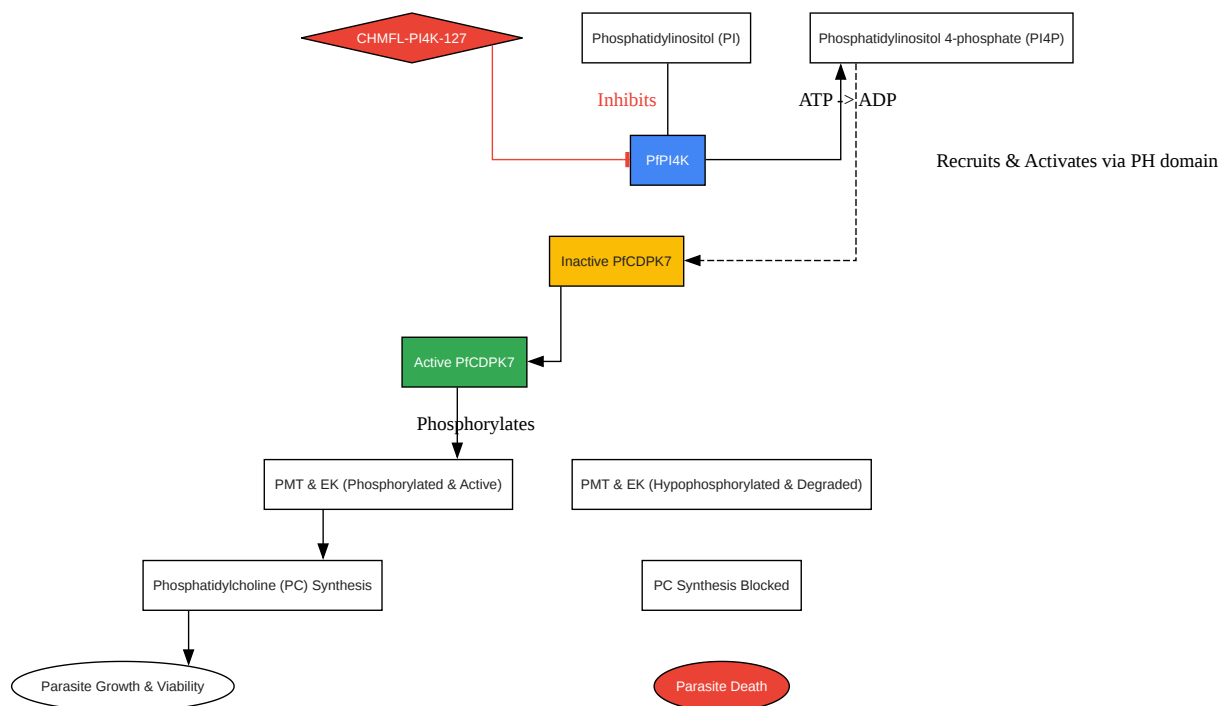 CHMFL-PI4K-127
Phosphatidylinositol (PI)
Phosphatidylinositol 4-phosphate (PI4P)
Inhibits
ATP -> ADP
PfPI4K
Recruits & Activates via PH domain
Inactive PfCDPK7
Active PfCDPK7
Phosphorylates
PMT & EK (Phosphorylated & Active)
PMT & EK (Hypophosphorylated & Degraded)
Phosphatidylcholine (PC) Synthesis
PC Synthesis Blocked
Parasite Growth & Viability
Parasite Death